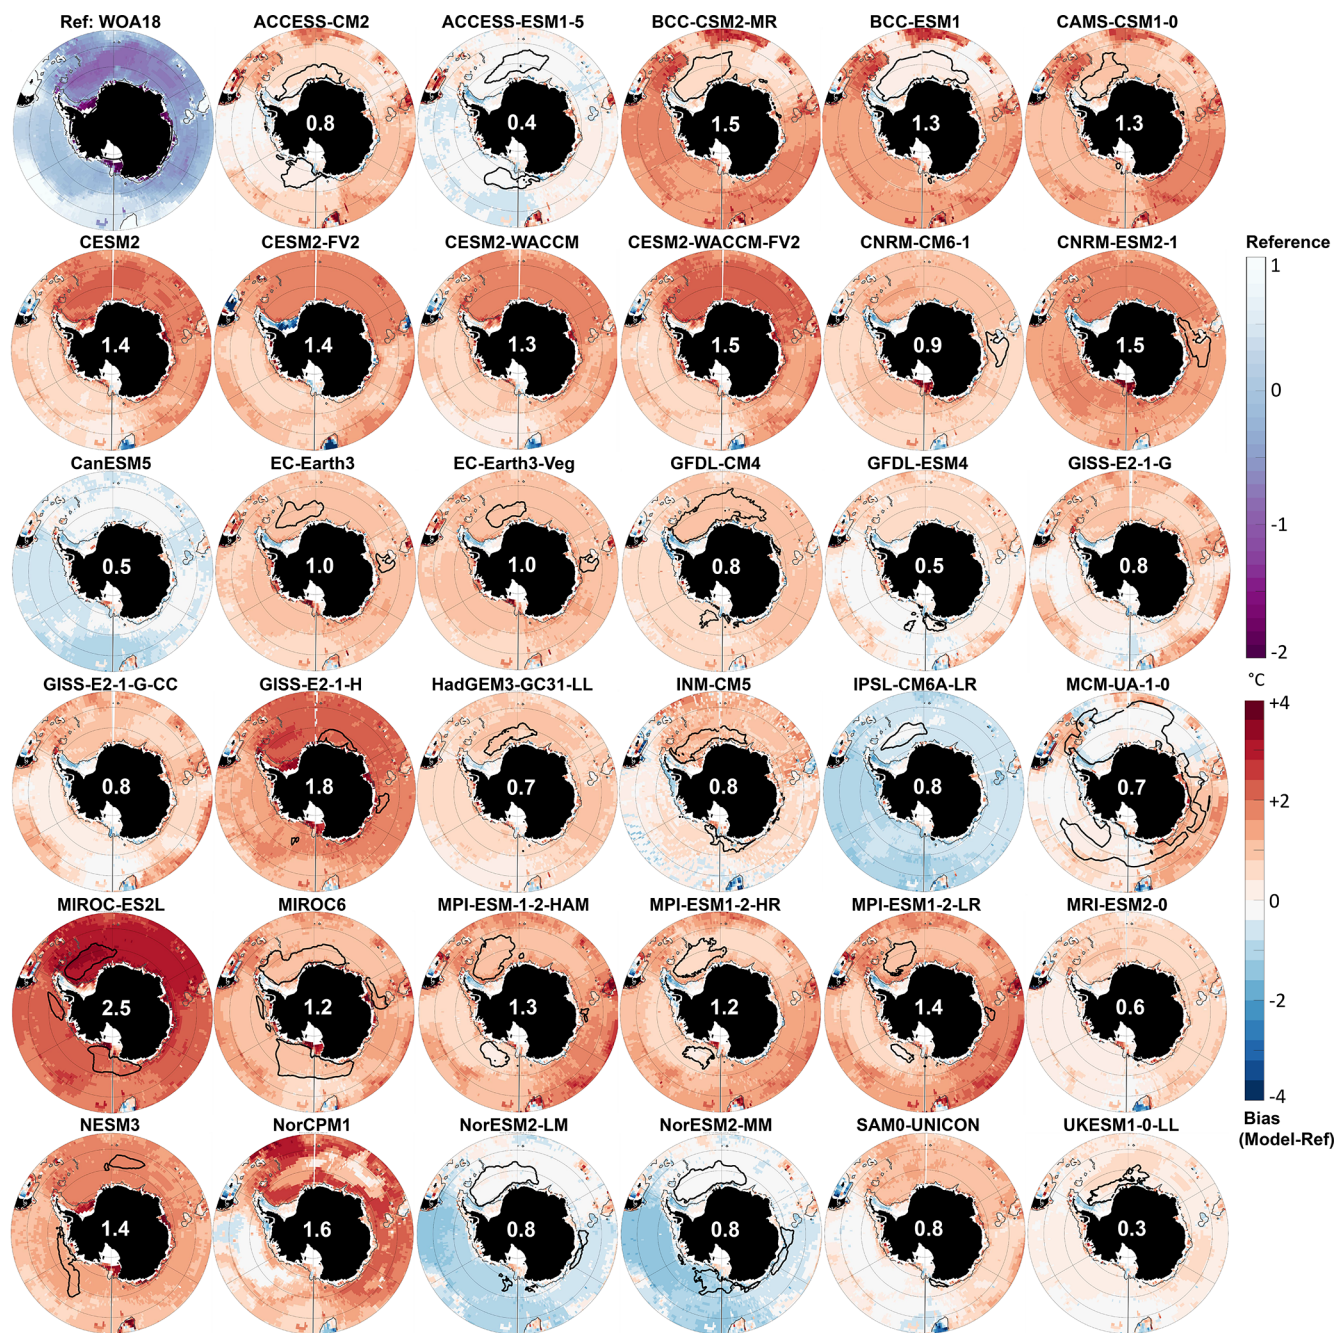 Ref: WOA18 ACCESS-CM2 ACCESS-ESM1-5 BCC-CSM2-MR BCC-ESM1 CAMS-CSM1-0
0.8 0.4 1.5 1.3 1.3
CESM2 CESM2-FV2 CESM2-WACCM CESM2-WACCM-FV2 CNRM-CM6-1 CNRM-ESM2-1
Reference
1
1.4 1.4 1.3 1.5 0.9 1.5
0
CanESM5 EC-Earth3 EC-Earth3-Veg GFDL-CM4 GFDL-ESM4 GISS-E2-1-G
-1
0.5 1.0 1.0 0.8 0.5 0.8
-2
°C
GISS-E2-1-G-CC GISS-E2-1-H HadGEM3-GC31-LL INM-CM5 IPSL-CM6A-LR MCM-UA-1-0
+4
0.8 1.8 0.7 0.8 0.8 0.7
+2
0
MIROC-ES2L MIROC6 MPI-ESM-1-2-HAM MPI-ESM1-2-HR MPI-ESM1-2-LR MRI-ESM2-0
-2
2.5 1.2 1.3 1.2 1.4 0.6
-4
Bias
(Model-Ref)
NESM3 NorCPM1 NorESM2-LM NorESM2-MM SAM0-UNICON UKESM1-0-LL
1.4 1.6 0.8 0.8 0.8 0.3